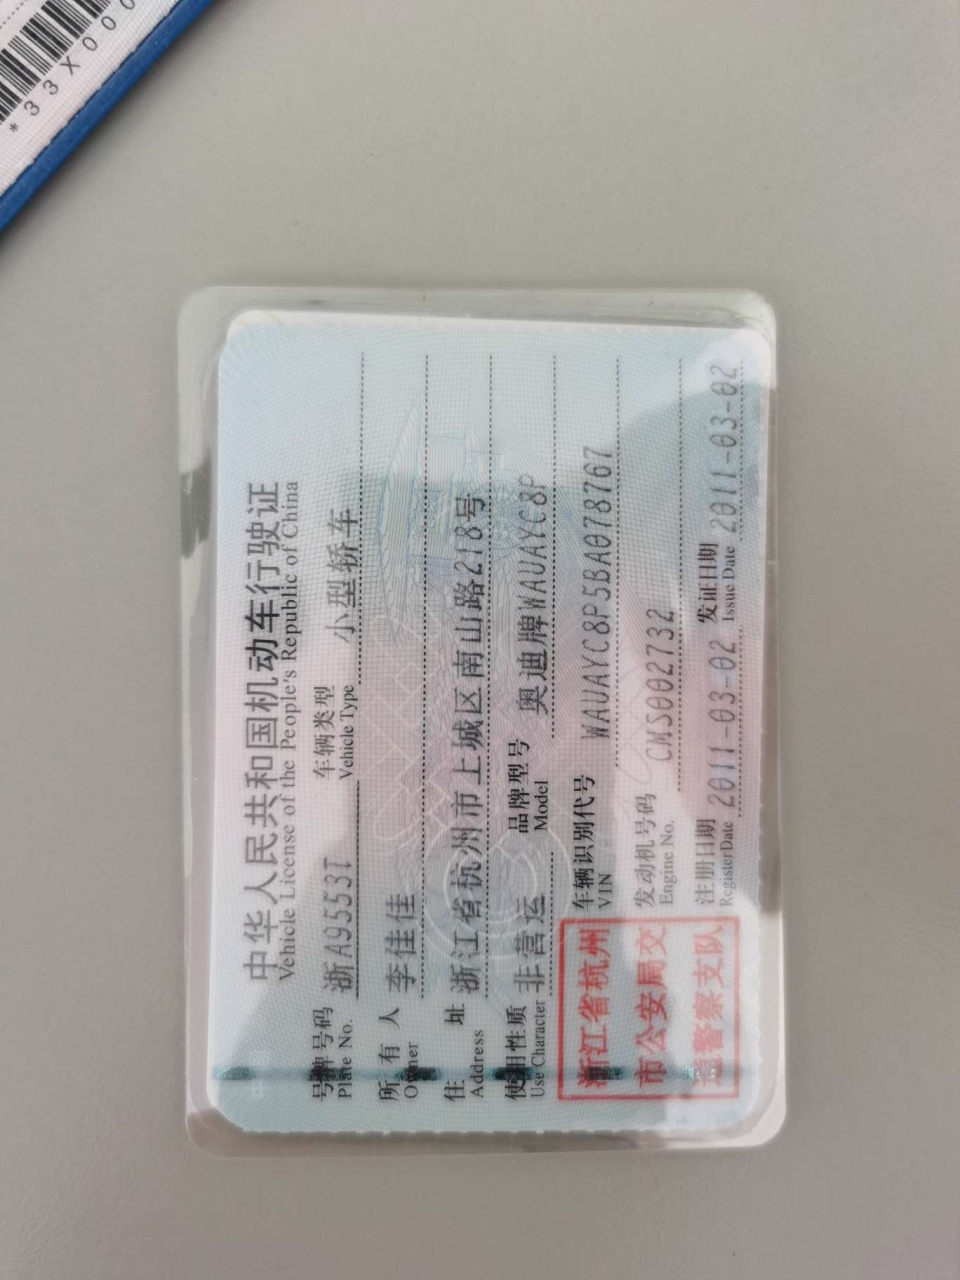 *33X000
中华人民共和国机动车行驶证
Vehicle License of the People's Republic of China
号牌号码 浙A9553T 车辆类型 小型轿车
Plate No. Vehicle Type
所有人 李佳佳
Owner
住址 浙江省杭州市上城区南山路218号
Address
使用性质 非营运 品牌型号 奥迪牌WAUAYC8P
Use Character Model
浙江省杭州
市公安局交
通警察支队
车辆识别代号 WAUAYC8P5BA078767
VIN
发动机号码 CMS002732
Engine No.
注册日期 2011-03-02 发证日期 2011-03-02
Register Date Issue Date